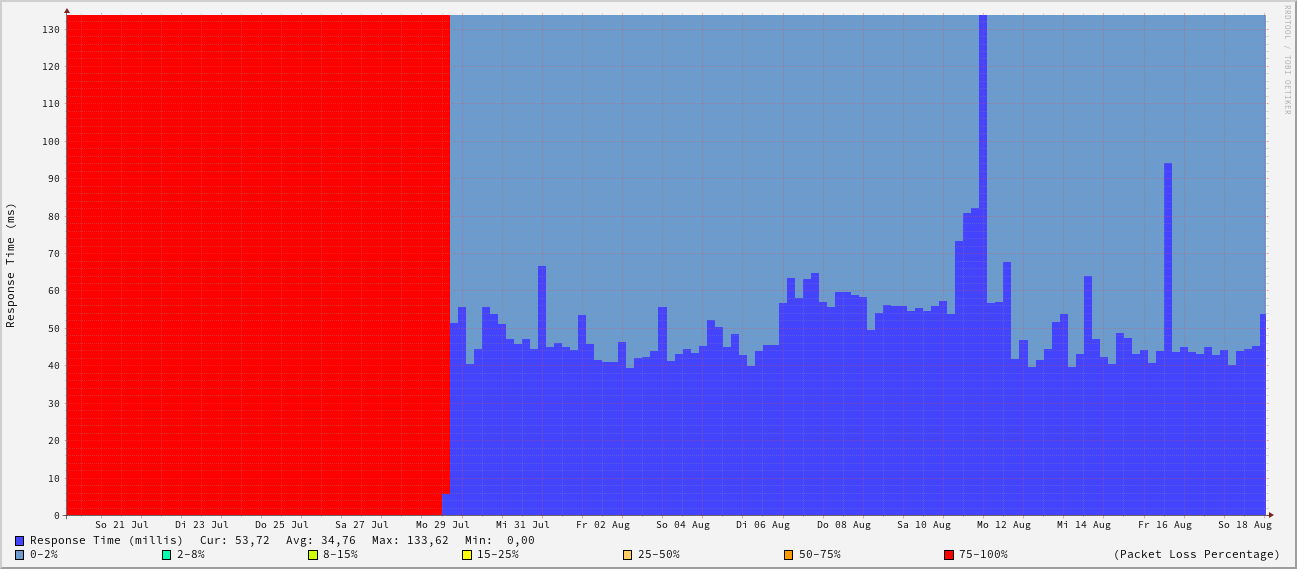 RRDTOOL / TOBI OETIKER
Response Time (ms)
130
120
110
100
90
80
70
60
50
40
30
20
10
0
So 21 Jul Di 23 Jul Do 25 Jul Sa 27 Jul Mo 29 Jul Mi 31 Jul Fr 02 Aug So 04 Aug Di 06 Aug Do 08 Aug Sa 10 Aug Mo 12 Aug Mi 14 Aug Fr 16 Aug So 18 Aug
Response Time (millis) Cur: 53,72 Avg: 34,76 Max: 133,62 Min: 0,00
0-2% 2-8% 8-15% 15-25% 25-50% 50-75% 75-100% (Packet Loss Percentage)